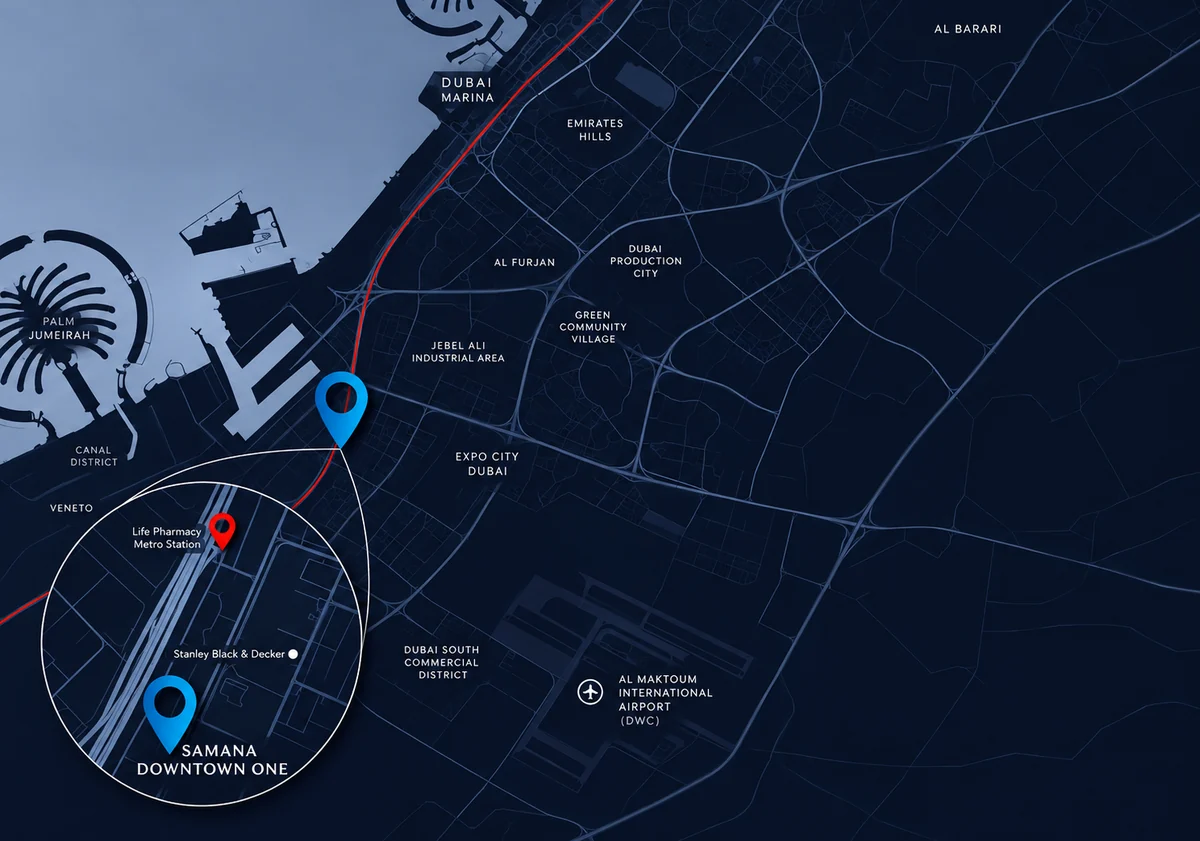 AL BARARI
DUBAI
MARINA
EMIRATES
HILLS
DUBAI
PRODUCTION
CITY
AL FURJAN
GREEN
COMMUNITY
VILLAGE
PALM
JUMEIRAH
JEBEL ALI
INDUSTRIAL AREA
CANAL
DISTRICT
EXPO CITY
DUBAI
VENETO
Life Pharmacy
Metro Station
Stanley Black & Decker
SAMANA
DOWNTOWN ONE
DUBAI SOUTH
COMMERCIAL
DISTRICT
AL MAKTOUM
INTERNATIONAL
AIRPORT
(DWC)